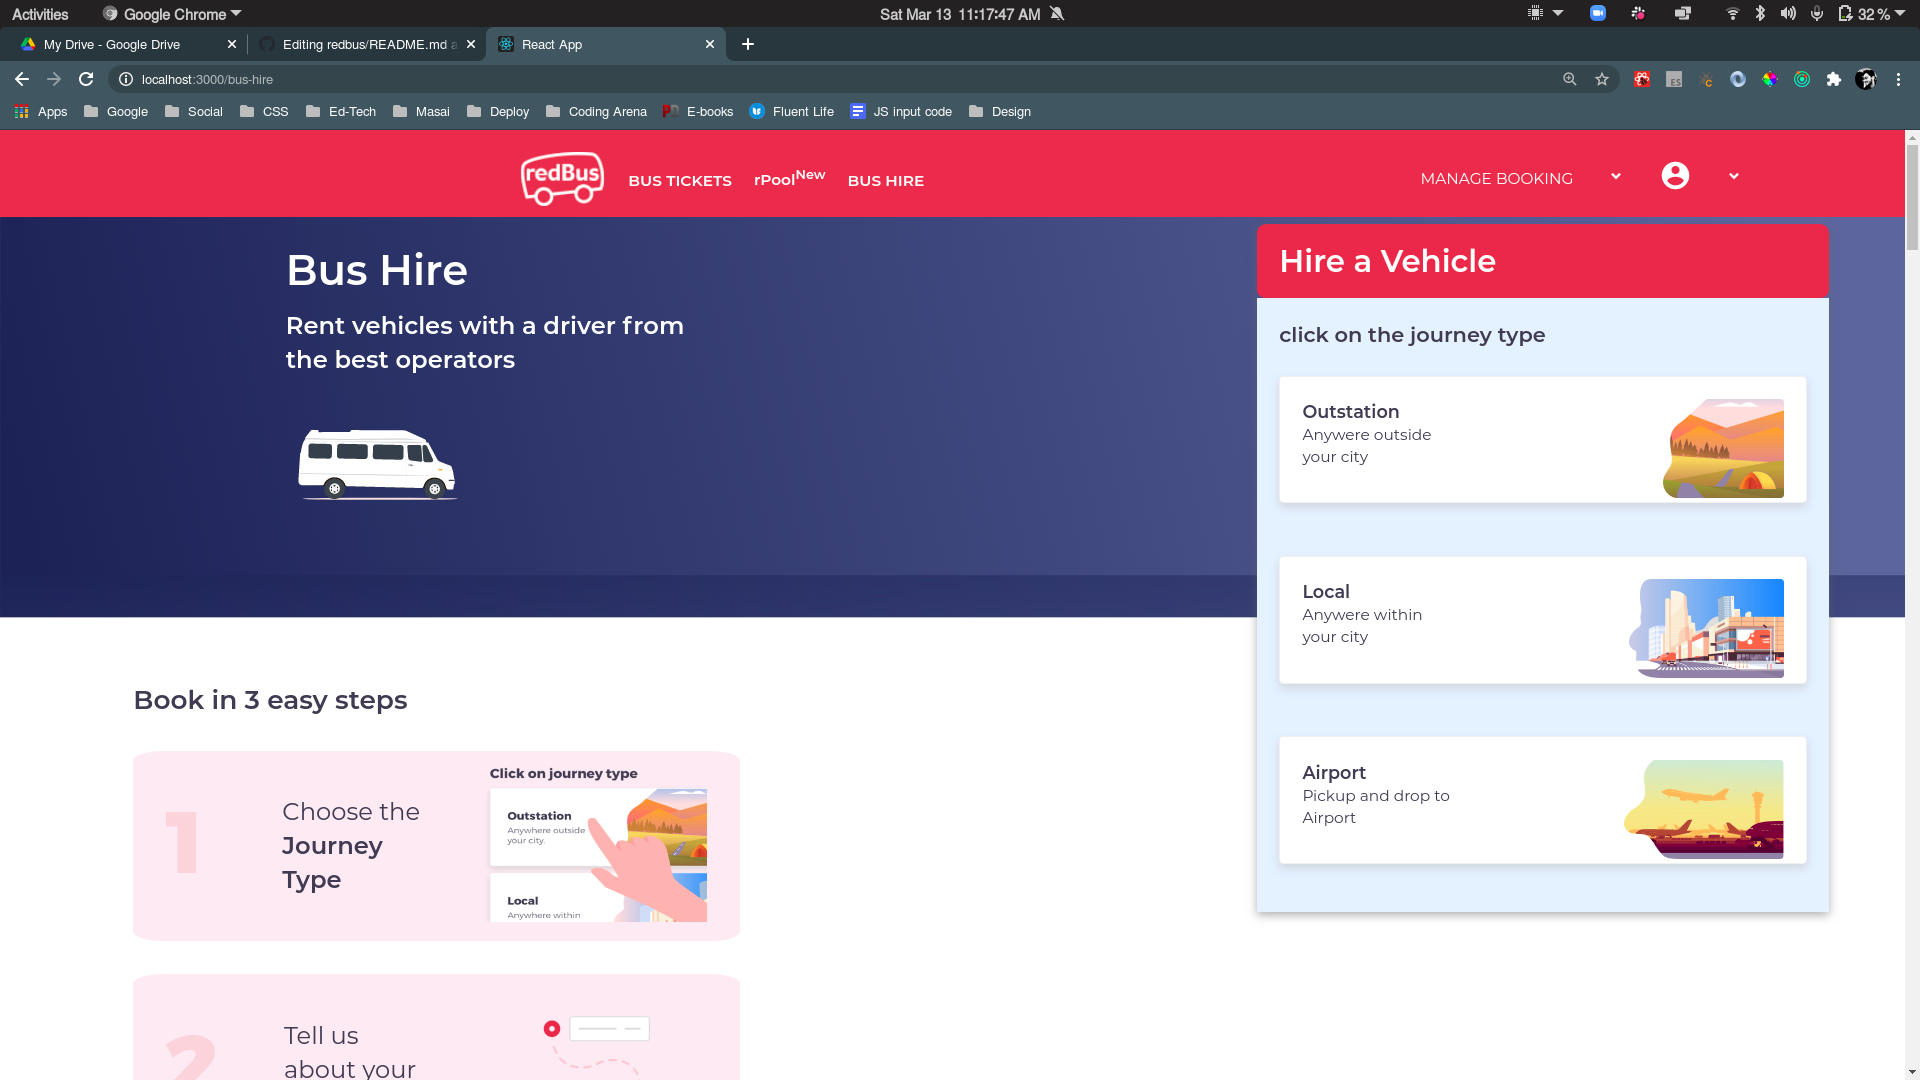 Activities
Google Chrome
Sat Mar 13 11:17:47 AM
32 %
My Drive - Google Drive
Editing redbus/README.md a
React App
localhost:3000/bus-hire
Apps
Google
Social
CSS
Ed-Tech
Masai
Deploy
Coding Arena
E-books
Fluent Life
JS input code
Design
redBus
BUS TICKETS
rPoolNew
BUS HIRE
MANAGE BOOKING
Bus Hire
Rent vehicles with a driver from
the best operators
Hire a Vehicle
click on the journey type
Outstation
Anywere outside
your city
Local
Anywere within
your city
Airport
Pickup and drop to
Airport
Book in 3 easy steps
1
Choose the
Journey
Type
Click on journey type
Outstation
Anywhere outside
your city.
Local
Anywhere within
2
Tell us
about your